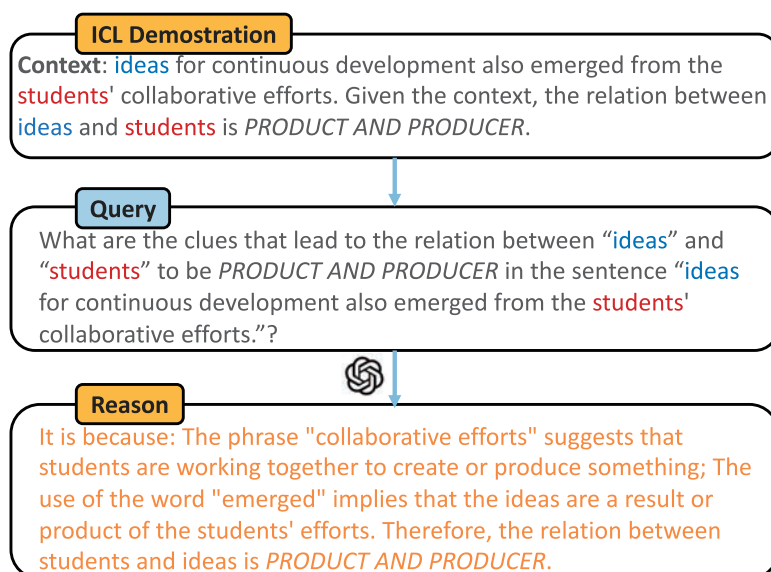 ICL Demostration
Context: ideas for continuous development also emerged from the
students' collaborative efforts. Given the context, the relation between
ideas and students is PRODUCT AND PRODUCER.
Query
What are the clues that lead to the relation between “ideas” and
“students” to be PRODUCT AND PRODUCER in the sentence “ideas
for continuous development also emerged from the students'
collaborative efforts.”?
Reason
It is because: The phrase "collaborative efforts" suggests that
students are working together to create or produce something; The
use of the word "emerged" implies that the ideas are a result or
product of the students' efforts. Therefore, the relation between
students and ideas is PRODUCT AND PRODUCER.